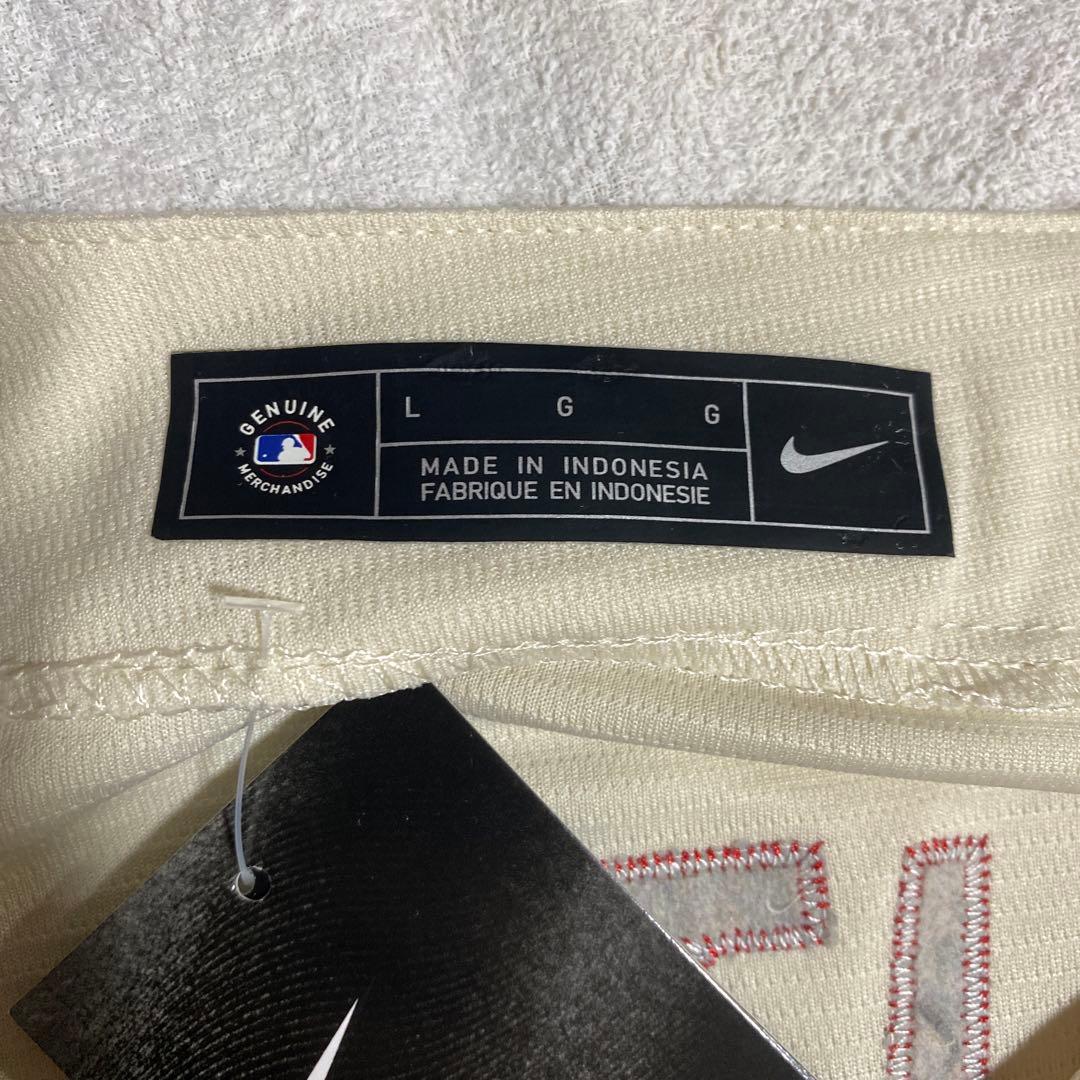 GENUINE
MERCHANDISE
L G G
MADE IN INDONESIA
FABRIQUE EN INDONESIE